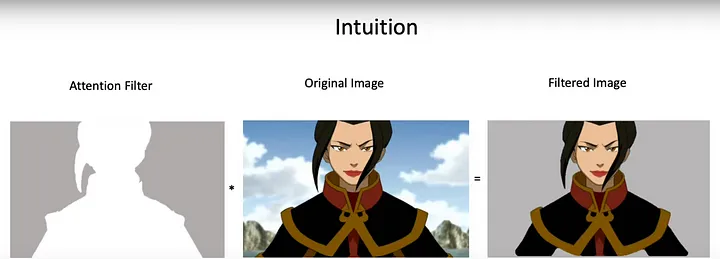 Intuition
Attention Filter
Original Image
Filtered Image
*
=